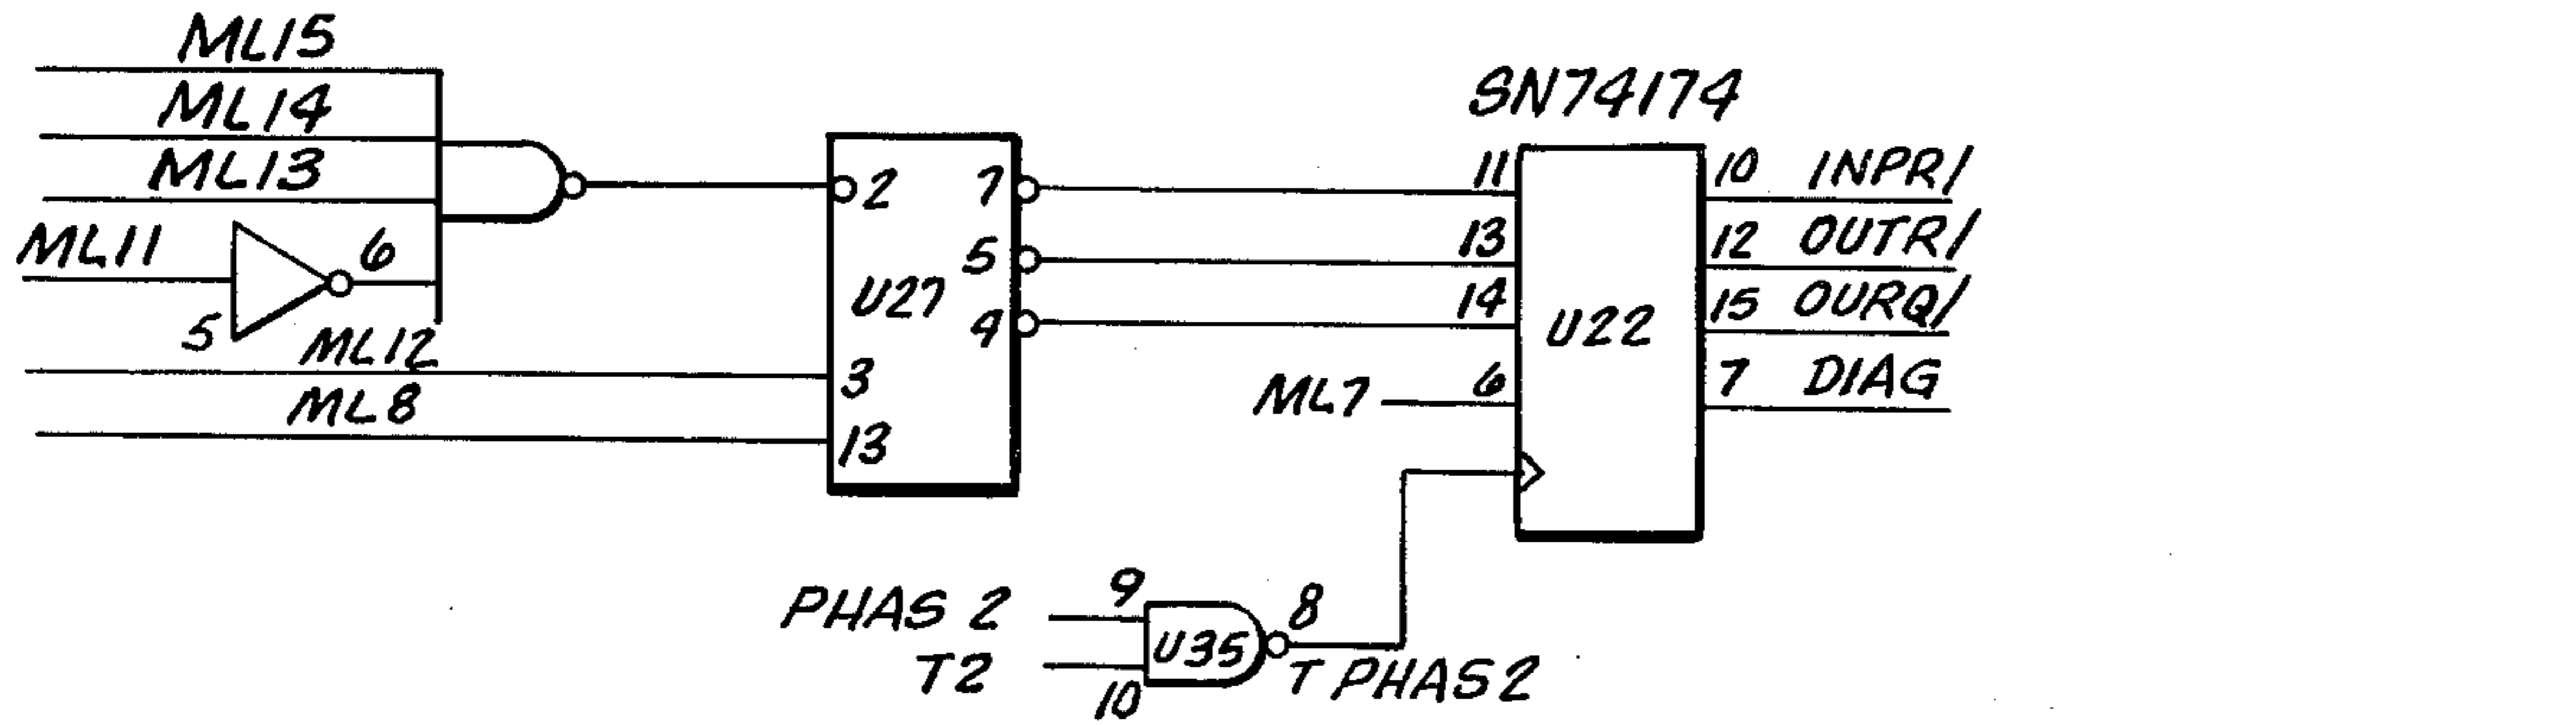 ML15
ML14
ML13
ML11
5
6
ML12
ML8
2
3
13
U27
7
5
4
SN74174
11
13
14
ML7
6
U22
10 INPR/
12 OUTR/
15 OURQ/
7 DIAG
PHAS 2
9
T2
10
U35
8
T PHAS2